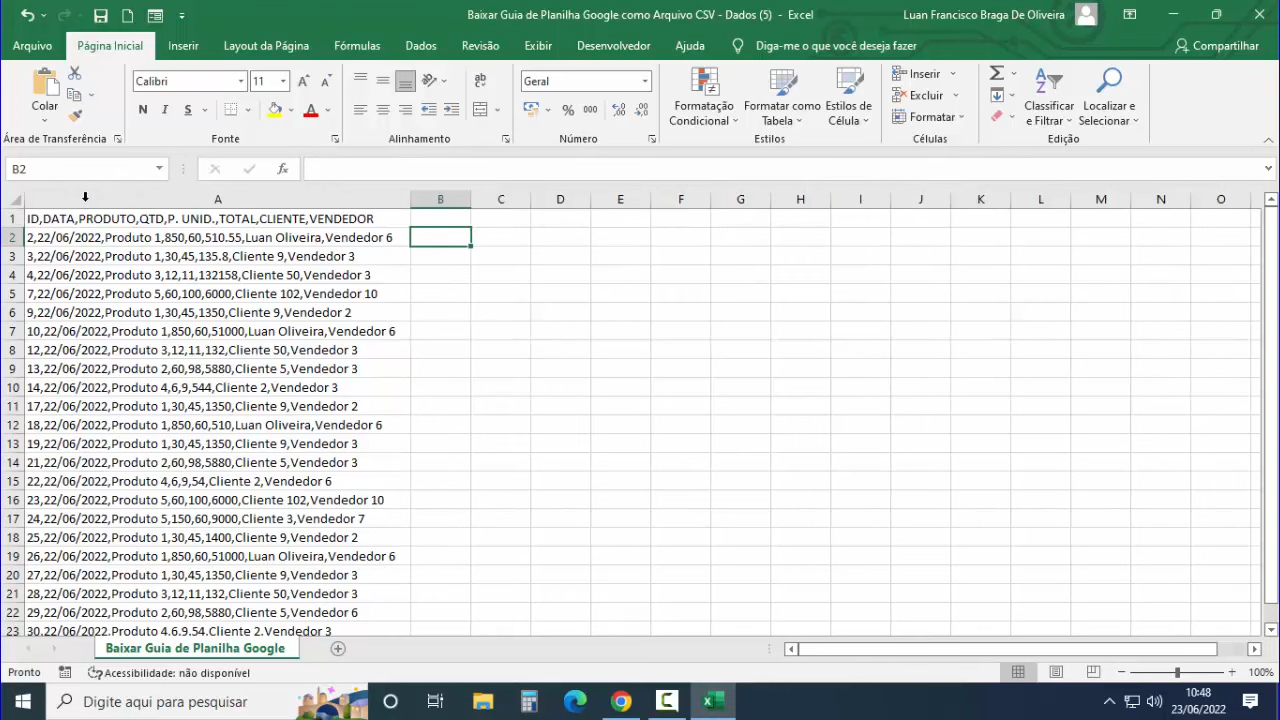 Baixar Guia de Planilha Google como Arquivo CSV - Dados (5) - Excel
Luan Francisco Braga De Oliveira
Arquivo Página Inicial Inserir Layout da Página Fórmulas Dados Revisão Exibir Desenvolvedor Ajuda Diga-me o que você deseja fazer Compartilhar
Colar
Área de Transferência
Calibri 11
N I S A A A
Fonte
ab
Alinhamento
Geral
% 000
Número
Formatação Condicional
Formatar como Tabela
Estilos de Célula
Estilos
Inserir
Excluir
Formatar
Células
Classificar e Filtrar
Localizar e Selecionar
Edição
B2 fx
A B C D E F G H I J K L M N O
1 ID,DATA,PRODUTO,QTD,P. UNID.,TOTAL,CLIENTE,VENDEDOR
2 2,22/06/2022,Produto 1,850,60,510.55,Luan Oliveira,Vendedor 6
3 3,22/06/2022,Produto 1,30,45,135.8,Cliente 9,Vendedor 3
4 4,22/06/2022,Produto 3,12,11,132158,Cliente 50,Vendedor 3
5 7,22/06/2022,Produto 5,60,100,6000,Cliente 102,Vendedor 10
6 9,22/06/2022,Produto 1,30,45,1350,Cliente 9,Vendedor 2
7 10,22/06/2022,Produto 1,850,60,51000,Luan Oliveira,Vendedor 6
8 12,22/06/2022,Produto 3,12,11,132,Cliente 50,Vendedor 3
9 13,22/06/2022,Produto 2,60,98,5880,Cliente 5,Vendedor 3
10 14,22/06/2022,Produto 4,6,9,544,Cliente 2,Vendedor 3
11 17,22/06/2022,Produto 1,30,45,1350,Cliente 9,Vendedor 2
12 18,22/06/2022,Produto 1,850,60,510,Luan Oliveira,Vendedor 6
13 19,22/06/2022,Produto 1,30,45,1350,Cliente 9,Vendedor 3
14 21,22/06/2022,Produto 2,60,98,5880,Cliente 5,Vendedor 3
15 22,22/06/2022,Produto 4,6,9,54,Cliente 2,Vendedor 6
16 23,22/06/2022,Produto 5,60,100,6000,Cliente 102,Vendedor 10
17 24,22/06/2022,Produto 5,150,60,9000,Cliente 3,Vendedor 7
18 25,22/06/2022,Produto 1,30,45,1400,Cliente 9,Vendedor 2
19 26,22/06/2022,Produto 1,850,60,51000,Luan Oliveira,Vendedor 6
20 27,22/06/2022,Produto 1,30,45,1350,Cliente 9,Vendedor 3
21 28,22/06/2022,Produto 3,12,11,132,Cliente 50,Vendedor 3
22 29,22/06/2022,Produto 2,60,98,5880,Cliente 5,Vendedor 6
23 30,22/06/2022,Produto 4,6,9,54,Cliente 2,Vendedor 3
Baixar Guia de Planilha Google
Pronto Acessibilidade: não disponível 100%
Digite aqui para pesquisar
10:48
23/06/2022